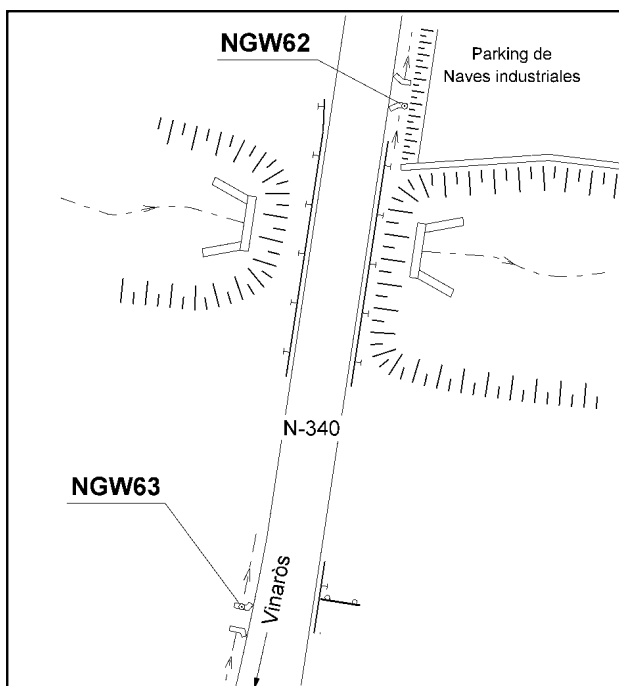 NGW62
Parking de
Naves industriales
N-340
NGW63
Vinaròs